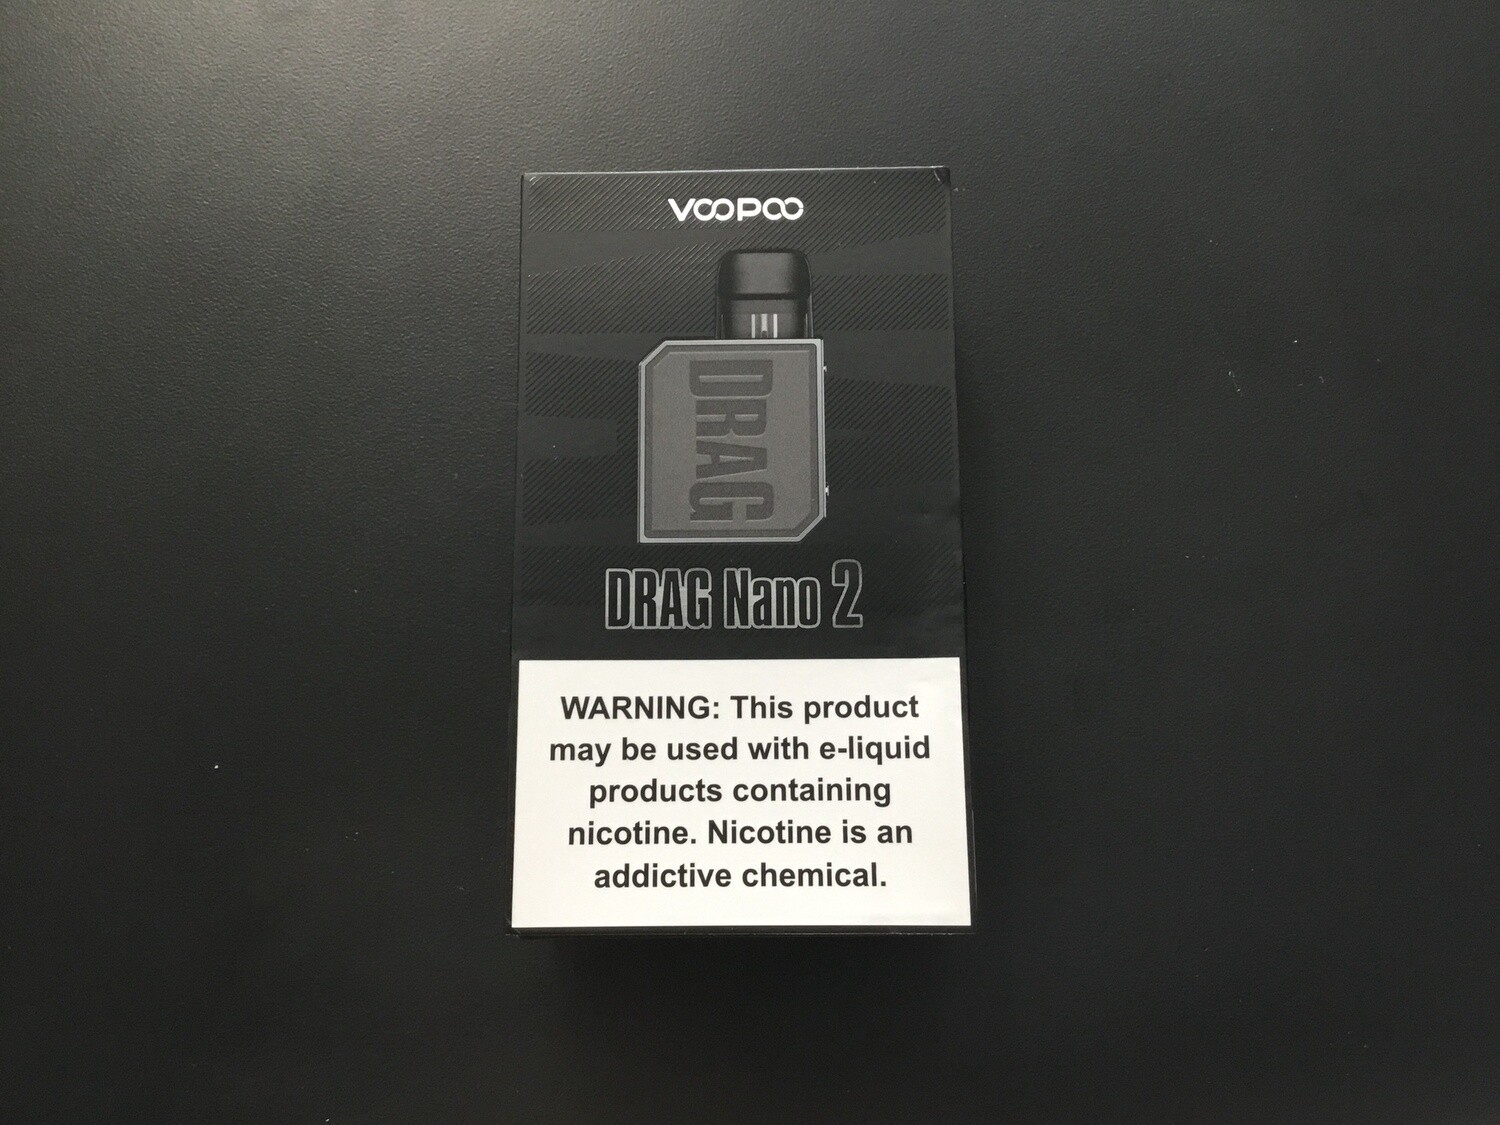 VOOPOO
DRAG
DRAG Nano 2
WARNING: This product
may be used with e-liquid
products containing
nicotine. Nicotine is an
addictive chemical.